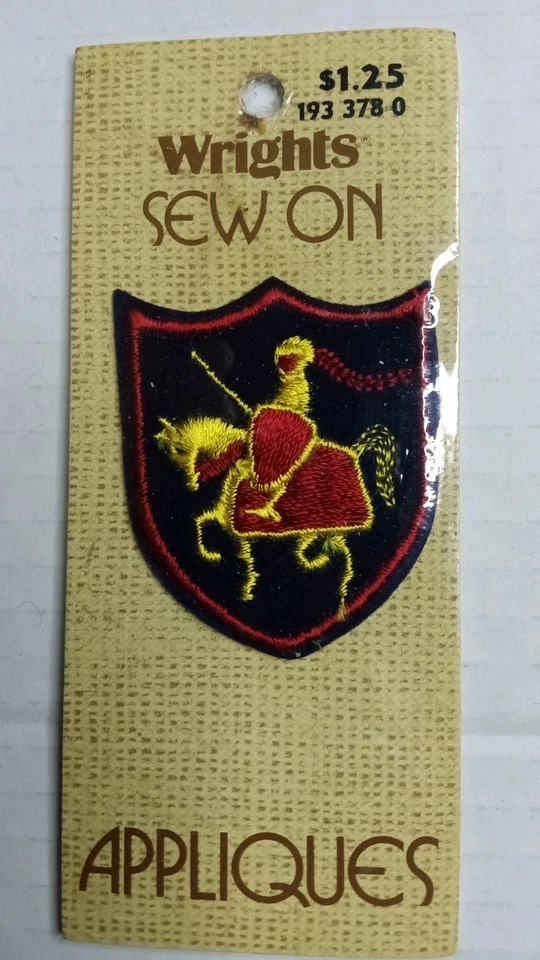 $1.25
193 378 0
Wrights®
SEW ON
APPLIQUES